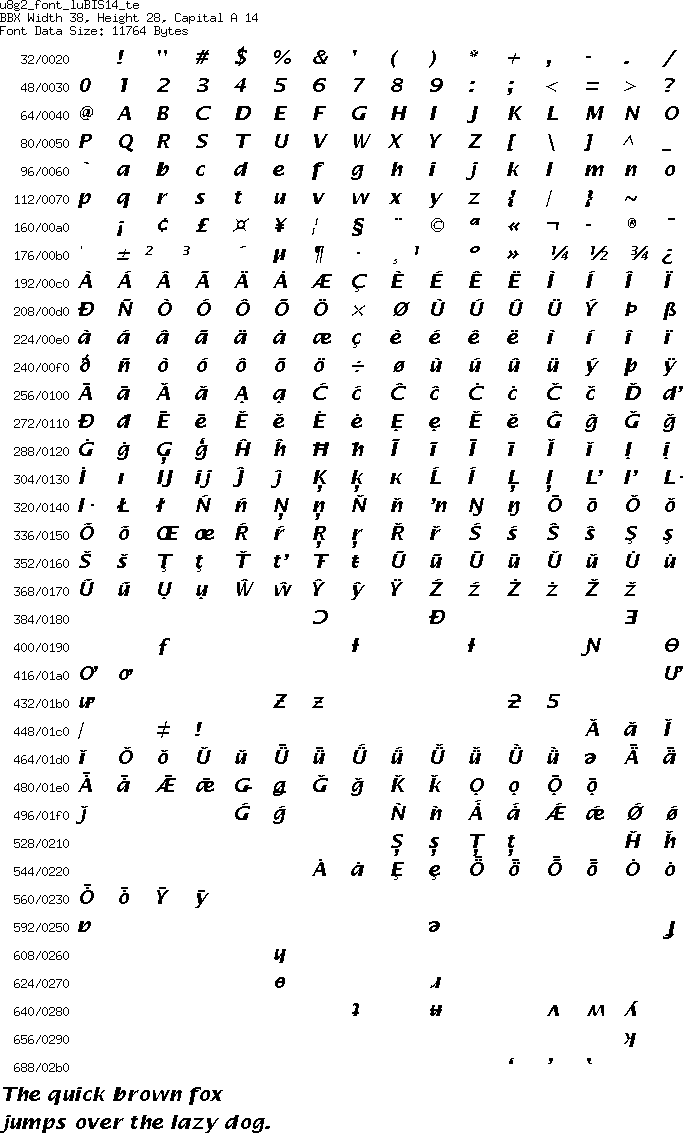 u8g2_font_luBIS14_te
BBX Width 38, Height 28, Capital A 14
Font Data Size: 11764 Bytes
32/0020 ! " # $ % & ' ( ) * + , - . /
48/0030 0 1 2 3 4 5 6 7 8 9 : ; < = > ?
64/0040 @ A B C D E F G H I J K L M N O
80/0050 P Q R S T U V W X Y Z [ \ ] ^ _
96/0060 ` a b c d e f g h i j k l m n o
112/0070 p q r s t u v w x y z { | } ~
160/00a0 ¡ ¢ £ ¤ ¥ ¦ § ¨ © ª « ¬ - ® ¯
176/00b0 ° ± ² ³ ´ µ ¶ · ¸ ¹ º » ¼ ½ ¾ ¿
192/00c0 À Á Â Ã Ä Å Æ Ç È É Ê Ë Ì Í Î Ï
208/00d0 Ð Ñ Ò Ó Ô Õ Ö × Ø Ù Ú Û Ü Ý Þ ß
224/00e0 à á â ã ä å æ ç è é ê ë ì í î ï
240/00f0 ð ñ ò ó ô õ ö ÷ ø ù ú û ü ý þ ÿ
256/0100 Ā ā Ă ă Ą ą Ć ć Ĉ ĉ Ċ ċ Č č Ď ď
272/0110 Đ đ Ē ē Ĕ ĕ Ė ė Ę ę Ě ě Ĝ ĝ Ğ ğ
288/0120 Ġ ġ Ģ ģ Ĥ ĥ Ħ ħ Ĩ ĩ Ī ī Ĭ ĭ Į į
304/0130 İ ı Ĳ ĳ Ĵ ĵ Ķ ķ ĸ Ĺ ĺ Ļ ļ Ľ ľ Ŀ
320/0140 ŀ Ł ł Ń ń Ņ ņ Ň ň ŉ Ŋ ŋ Ō ō Ŏ ŏ
336/0150 Ő ő Œ œ Ŕ ŕ Ŗ ŗ Ř ř Ś ś Ŝ ŝ Ş ş
352/0160 Š š Ţ ţ Ť ť Ŧ ŧ Ũ ũ Ū ū Ŭ ŭ Ů ů
368/0170 Ű ű Ų ų Ŵ ŵ Ŷ ŷ Ÿ Ź ź Ż ż Ž ž
384/0180 Ɔ Ɖ Ǝ
400/0190 ƒ Ɨ ƚ Ɲ Ɵ
416/01a0 Ơ ơ Ư
432/01b0 ư Ƶ ƶ ƻ Ƽ
448/01c0 ǀ ǂ ǃ Ǎ ǎ Ǐ
464/01d0 ǐ Ǒ ǒ Ǔ ǔ Ǖ ǖ Ǘ ǘ Ǚ ǚ Ǜ ǜ ǝ Ǟ ǟ
480/01e0 Ǡ ǡ Ǣ ǣ Ǥ ǥ Ǧ ǧ Ǩ ǩ Ǫ ǫ Ǭ ǭ
496/01f0 ǰ Ǵ ǵ Ǹ ǹ Ǻ ǻ Ǽ ǽ Ǿ ǿ
528/0210 Ș ș Ț ț Ȟ ȟ
544/0220 Ȧ ȧ Ȩ ȩ Ȫ ȫ Ȭ ȭ Ȯ ȯ
560/0230 Ȱ ȱ Ȳ ȳ
592/0250 ɐ ə ɟ
608/0260 ɥ
624/0270 ɵ ɹ
640/0280 ʇ ʉ ʌ ʍ ʎ
656/0290 ʞ
688/02b0 ʻ ʼ ʽ
The quick brown fox
jumps over the lazy dog.